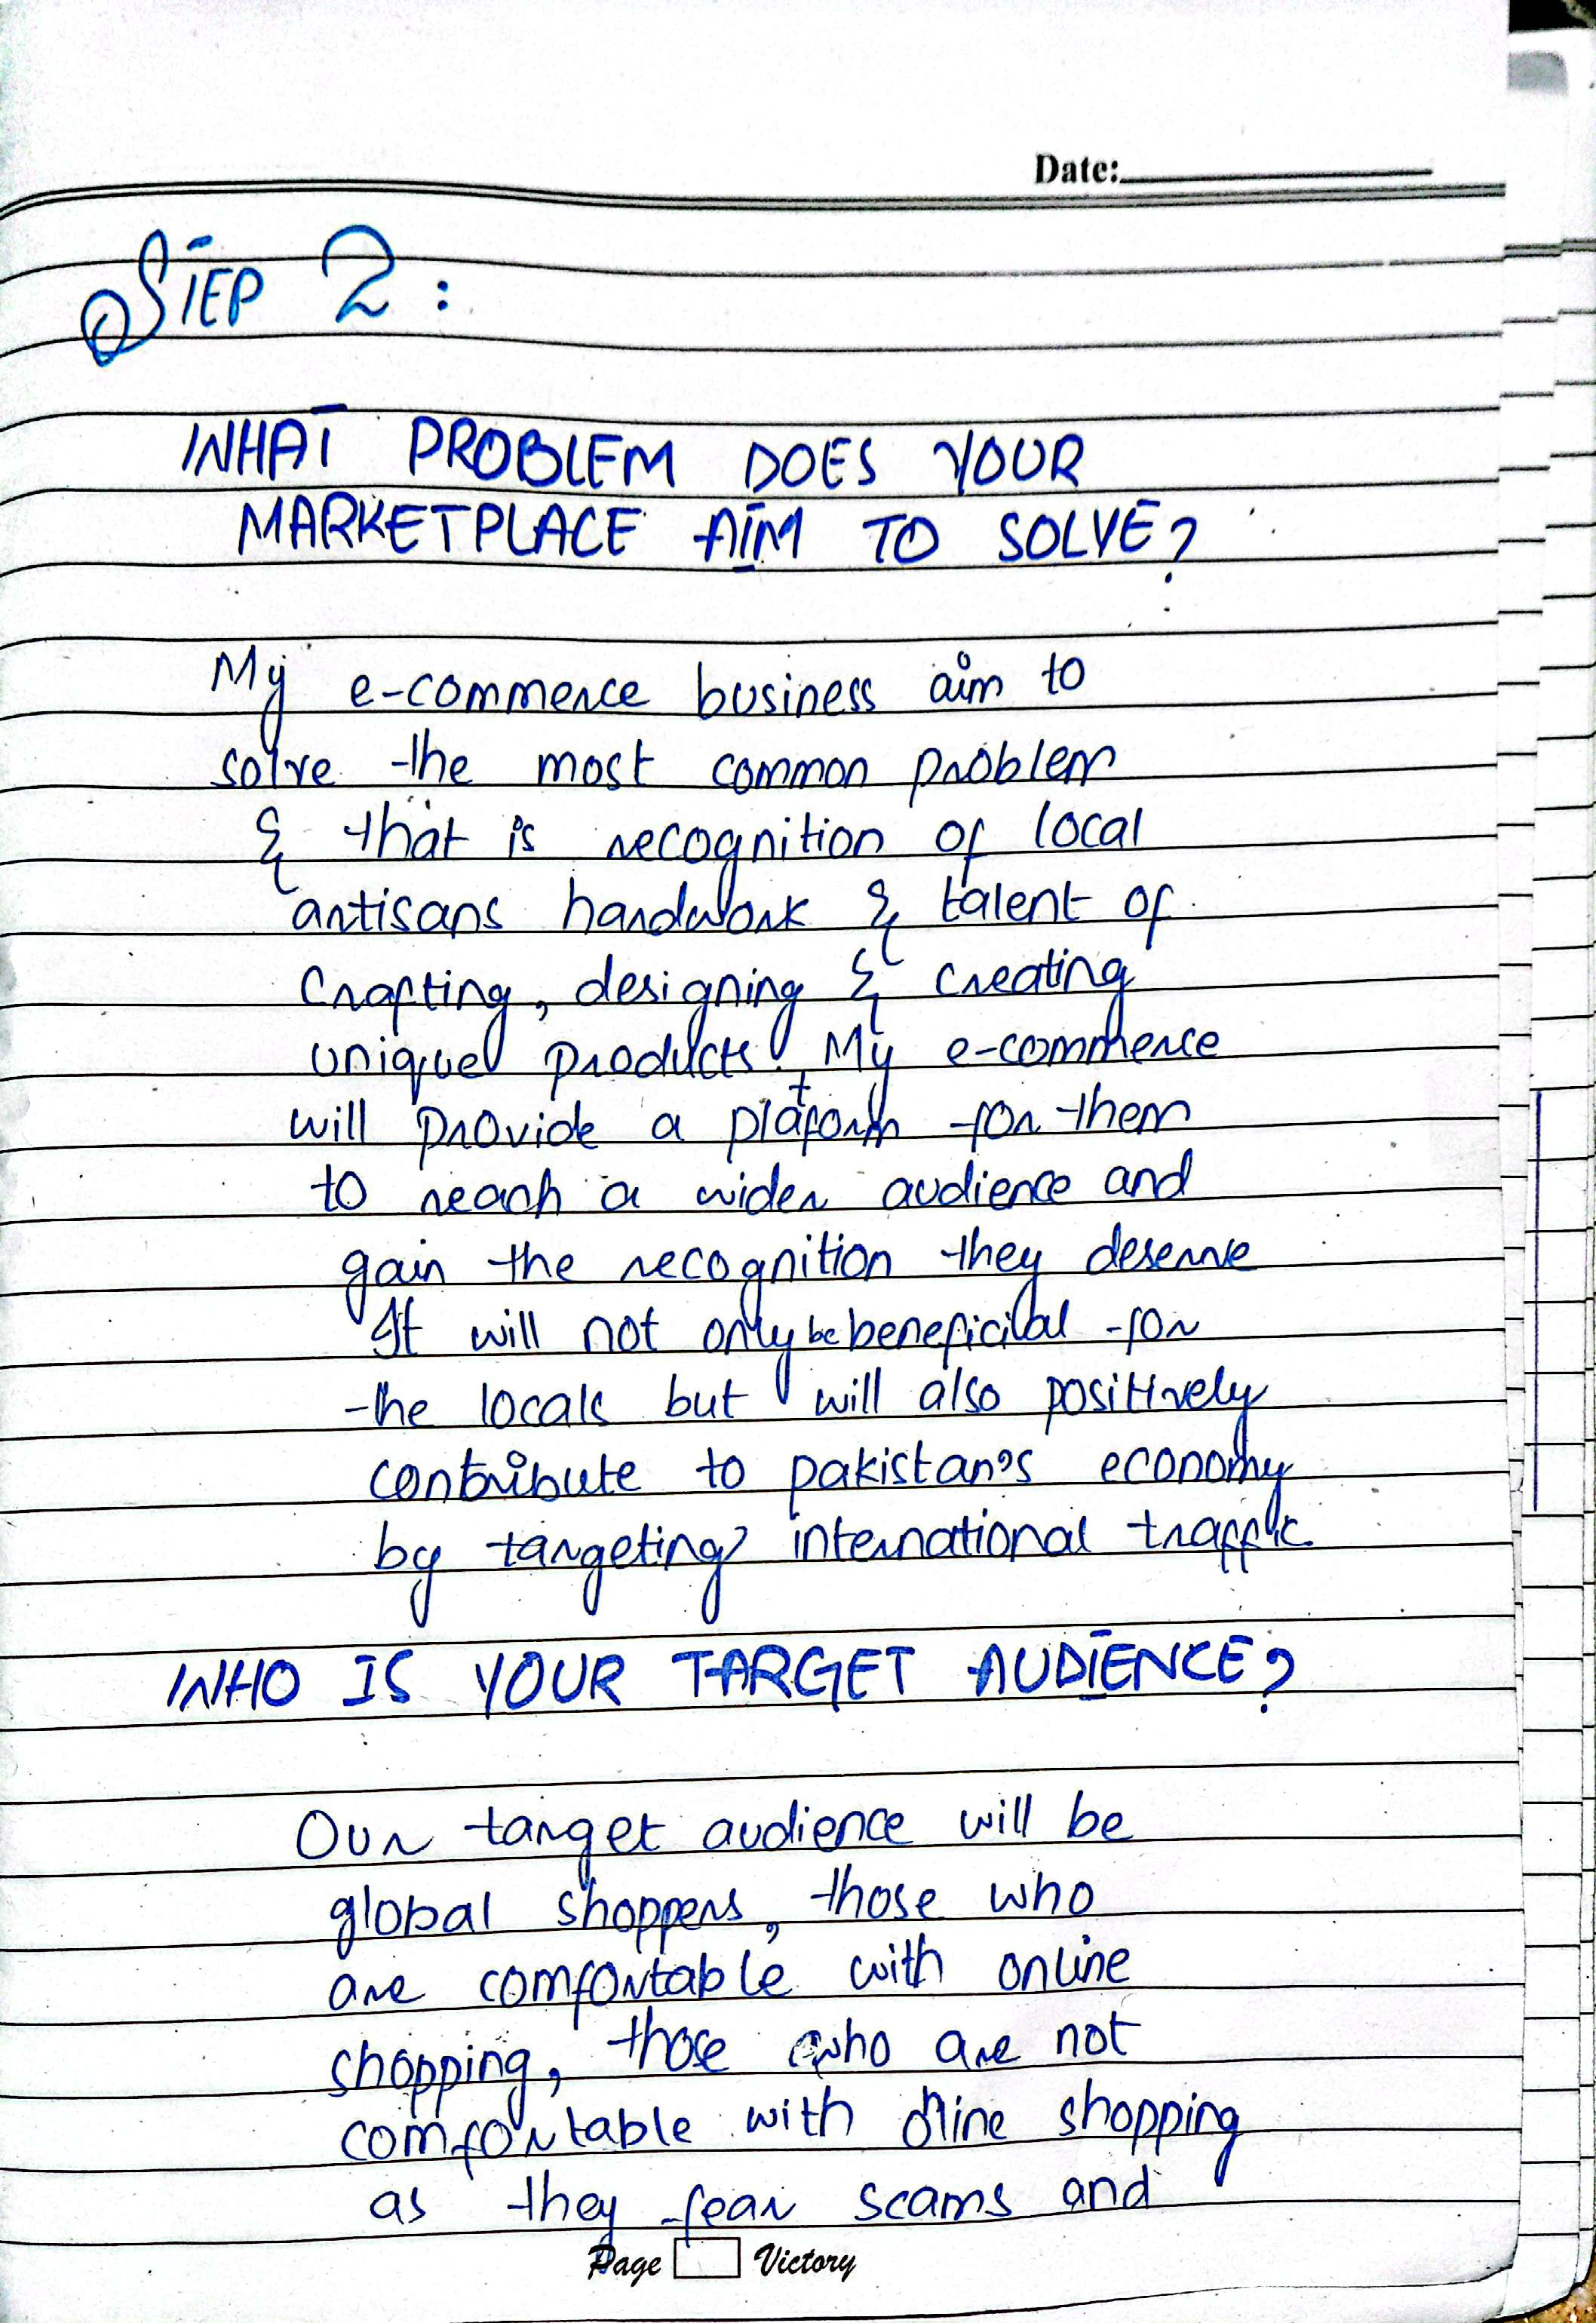 Date:
STEP 2 :
WHAT PROBLEM DOES YOUR
MARKETPLACE AIM TO SOLVE?
My e-commerce business aim to
solve the most common problem
& that is recognition of local
artisans hardwork & talent of
Crafting, designing & creating
unique products. My e-commerce
will provide a platform for them
to reach a wider audience and
gain the recognition they deserve
It will not only be beneficial for
the locals but will also positively
contribute to pakistan's economy
by targeting international traffic
WHO IS YOUR TARGET AUDIENCE?
Our target audience will be
global shoppers, those who
are comfortable with online
shopping, those who are not
comfortable with online shopping
as they fear scams and
Page Victory